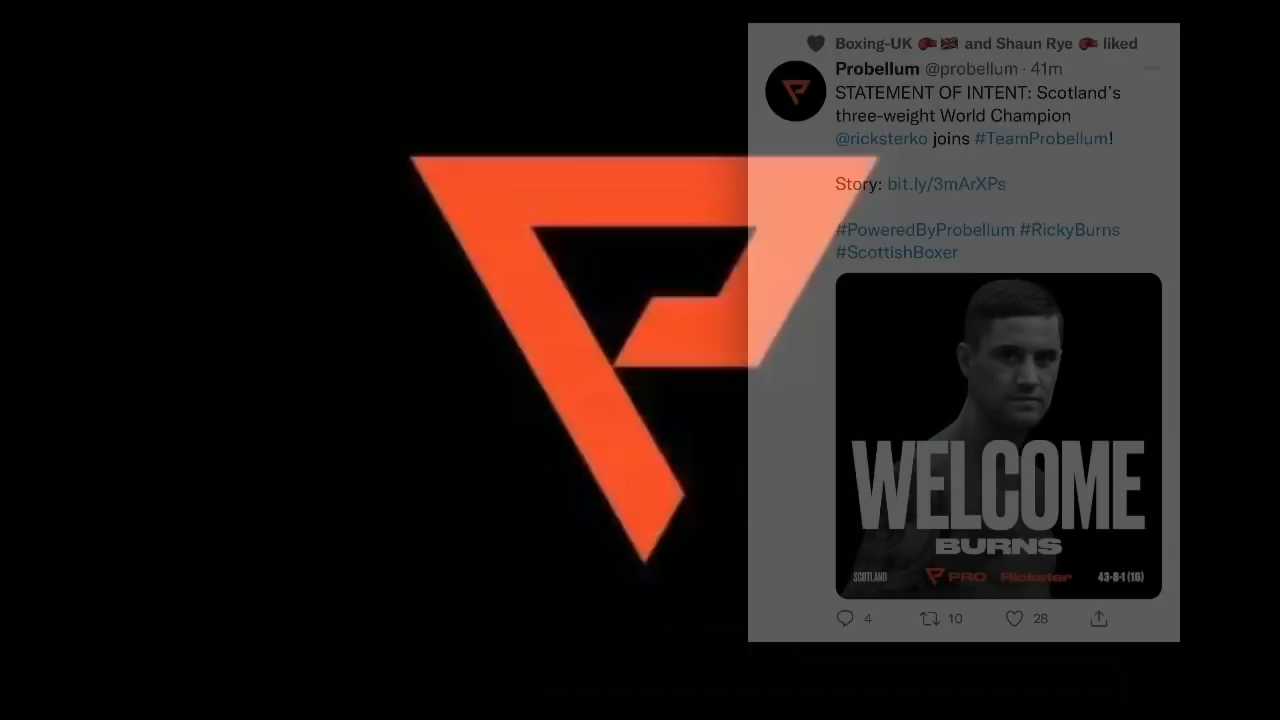 Boxing-UK 🥊🇬🇧 and Shaun Rye 🥊 liked
Probellum @probellum · 41m
STATEMENT OF INTENT: Scotland's
three-weight World Champion
@ricksterko joins #TeamProbellum!
Story: bit.ly/3mArXPs
#PoweredByProbellum #RickyBurns
#ScottishBoxer
WELCOME
BURNS
SCOTLAND PRO Rickster 43-8-1 (16)
4 10 28